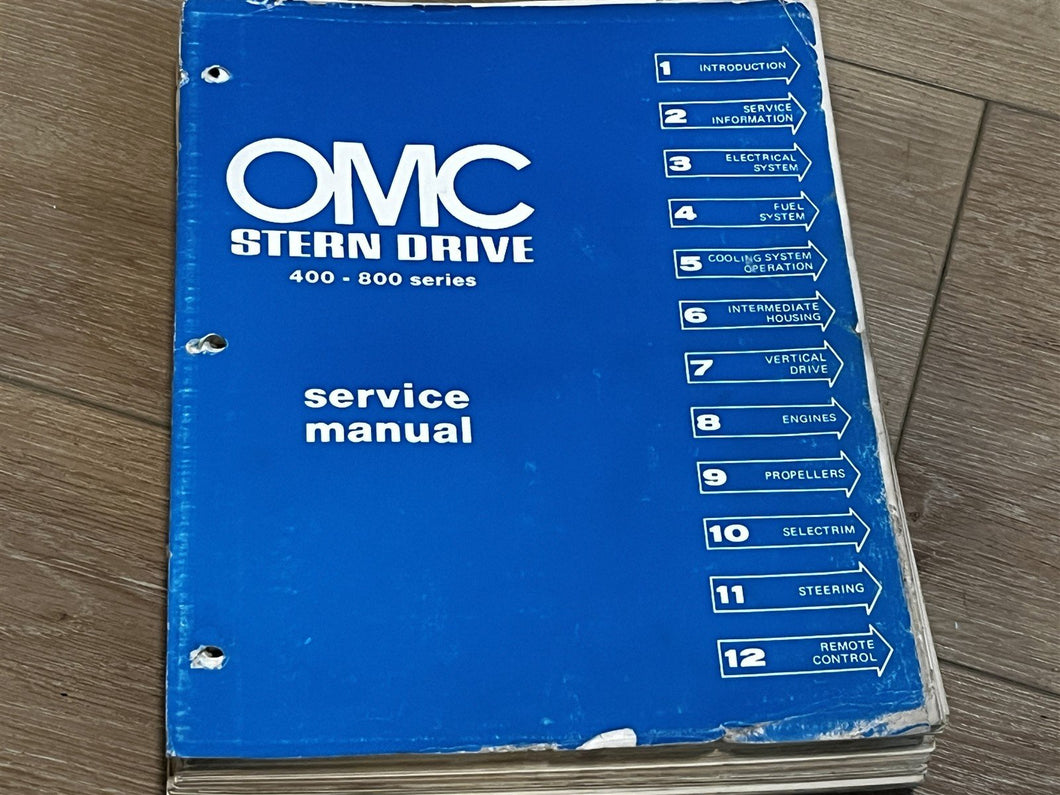 OMC
STERN DRIVE
400 - 800 series
service
manual
1 INTRODUCTION
2 SERVICE
INFORMATION
3 ELECTRICAL
SYSTEM
4 FUEL
SYSTEM
5 COOLING SYSTEM
OPERATION
6 INTERMEDIATE
HOUSING
7 VERTICAL
DRIVE
8 ENGINES
9 PROPELLERS
10 SELECTRIM
11 STEERING
12 REMOTE
CONTROL